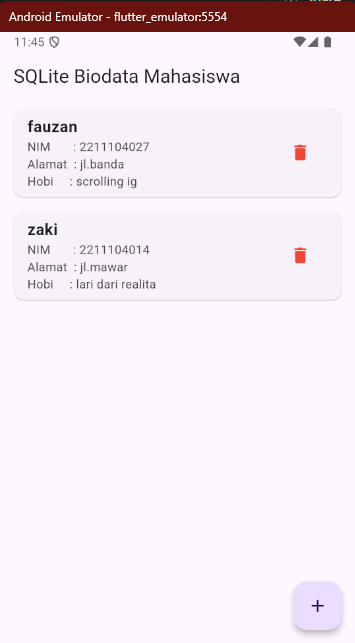 Android Emulator - flutter_emulator:5554
11:45
SQLite Biodata Mahasiswa
fauzan
NIM : 2211104027
Alamat : jl.banda
Hobi : scrolling ig
zaki
NIM : 2211104014
Alamat : jl.mawar
Hobi : lari dari realita
+